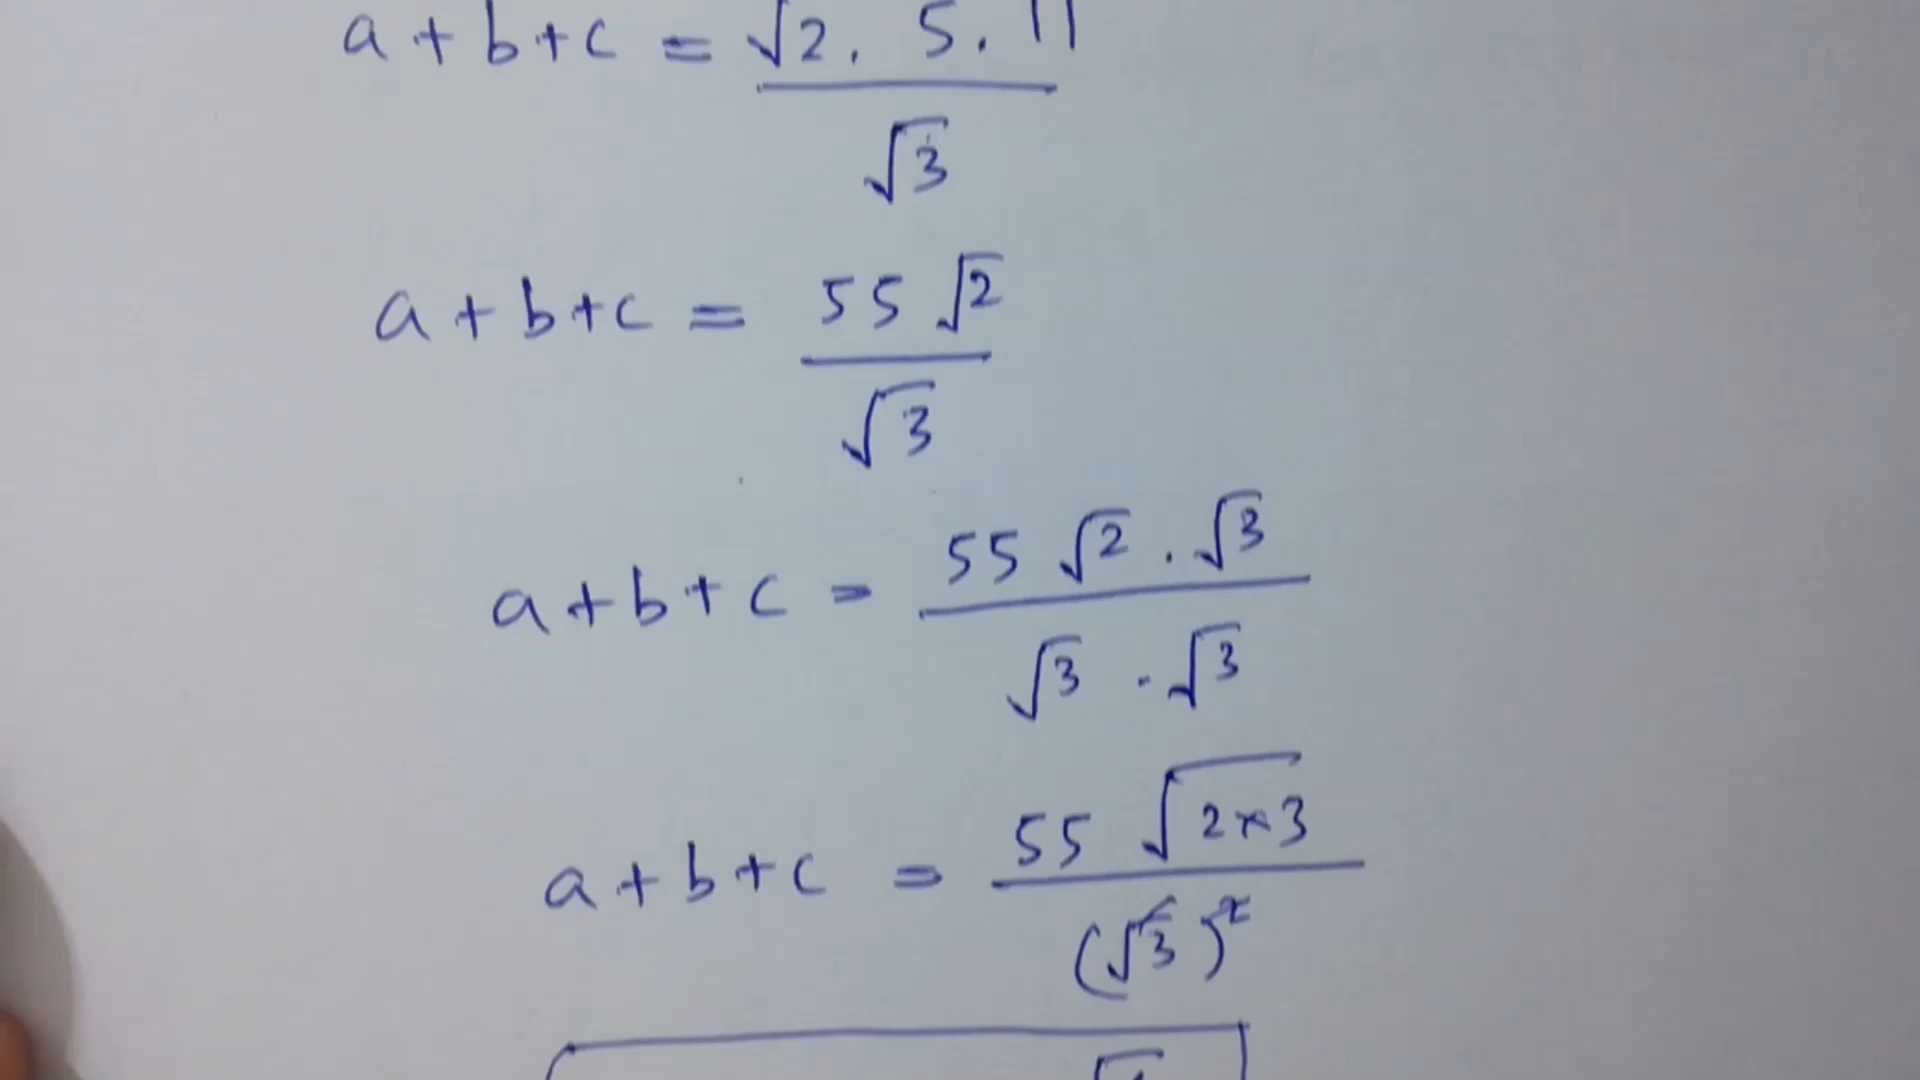 a + b + c = √2 . 5 . 11 / √3
a + b + c = 55 √2 / √3
a + b + c = 55 √2 . √3 / √3 . √3
a + b + c = 55 √2×3 / (√3)²